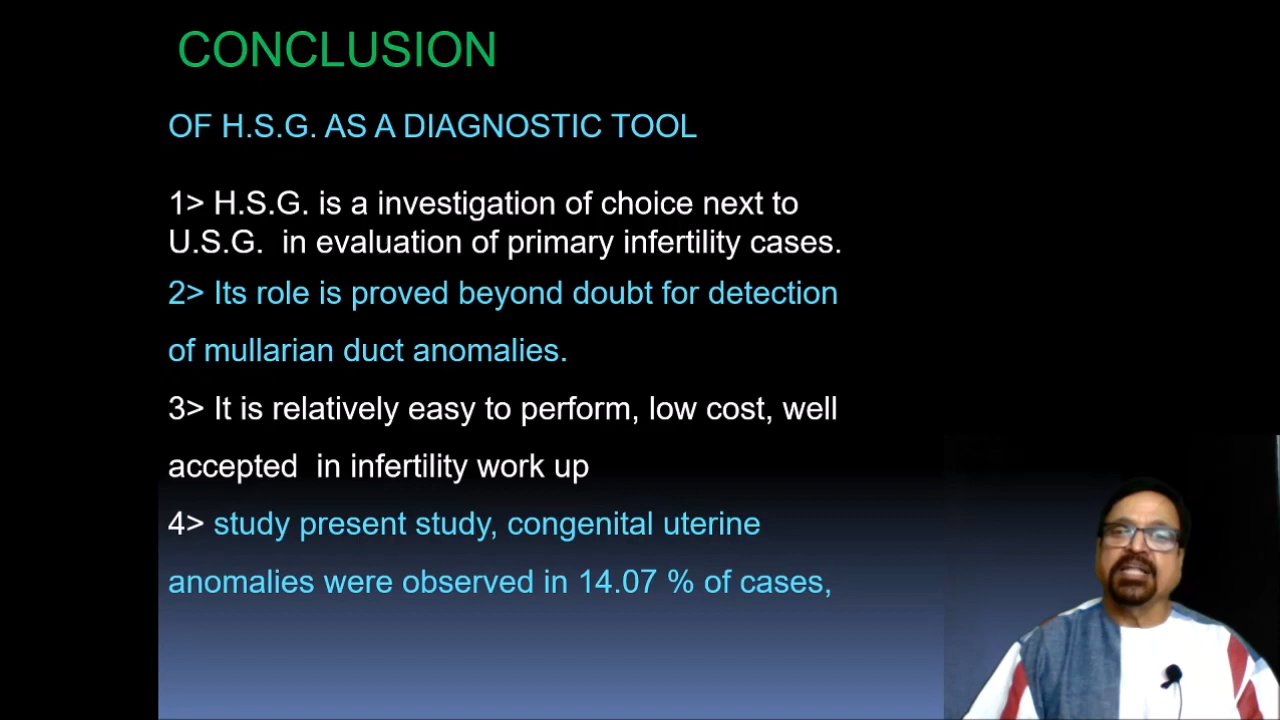 CONCLUSION
OF H.S.G. AS A DIAGNOSTIC TOOL
1> H.S.G. is a investigation of choice next to
U.S.G.  in evaluation of primary infertility cases.
2> Its role is proved beyond doubt for detection
of mullarian duct anomalies.
3> It is relatively easy to perform, low cost, well
accepted  in infertility work up
4> study present study, congenital uterine
anomalies were observed in 14.07 % of cases,